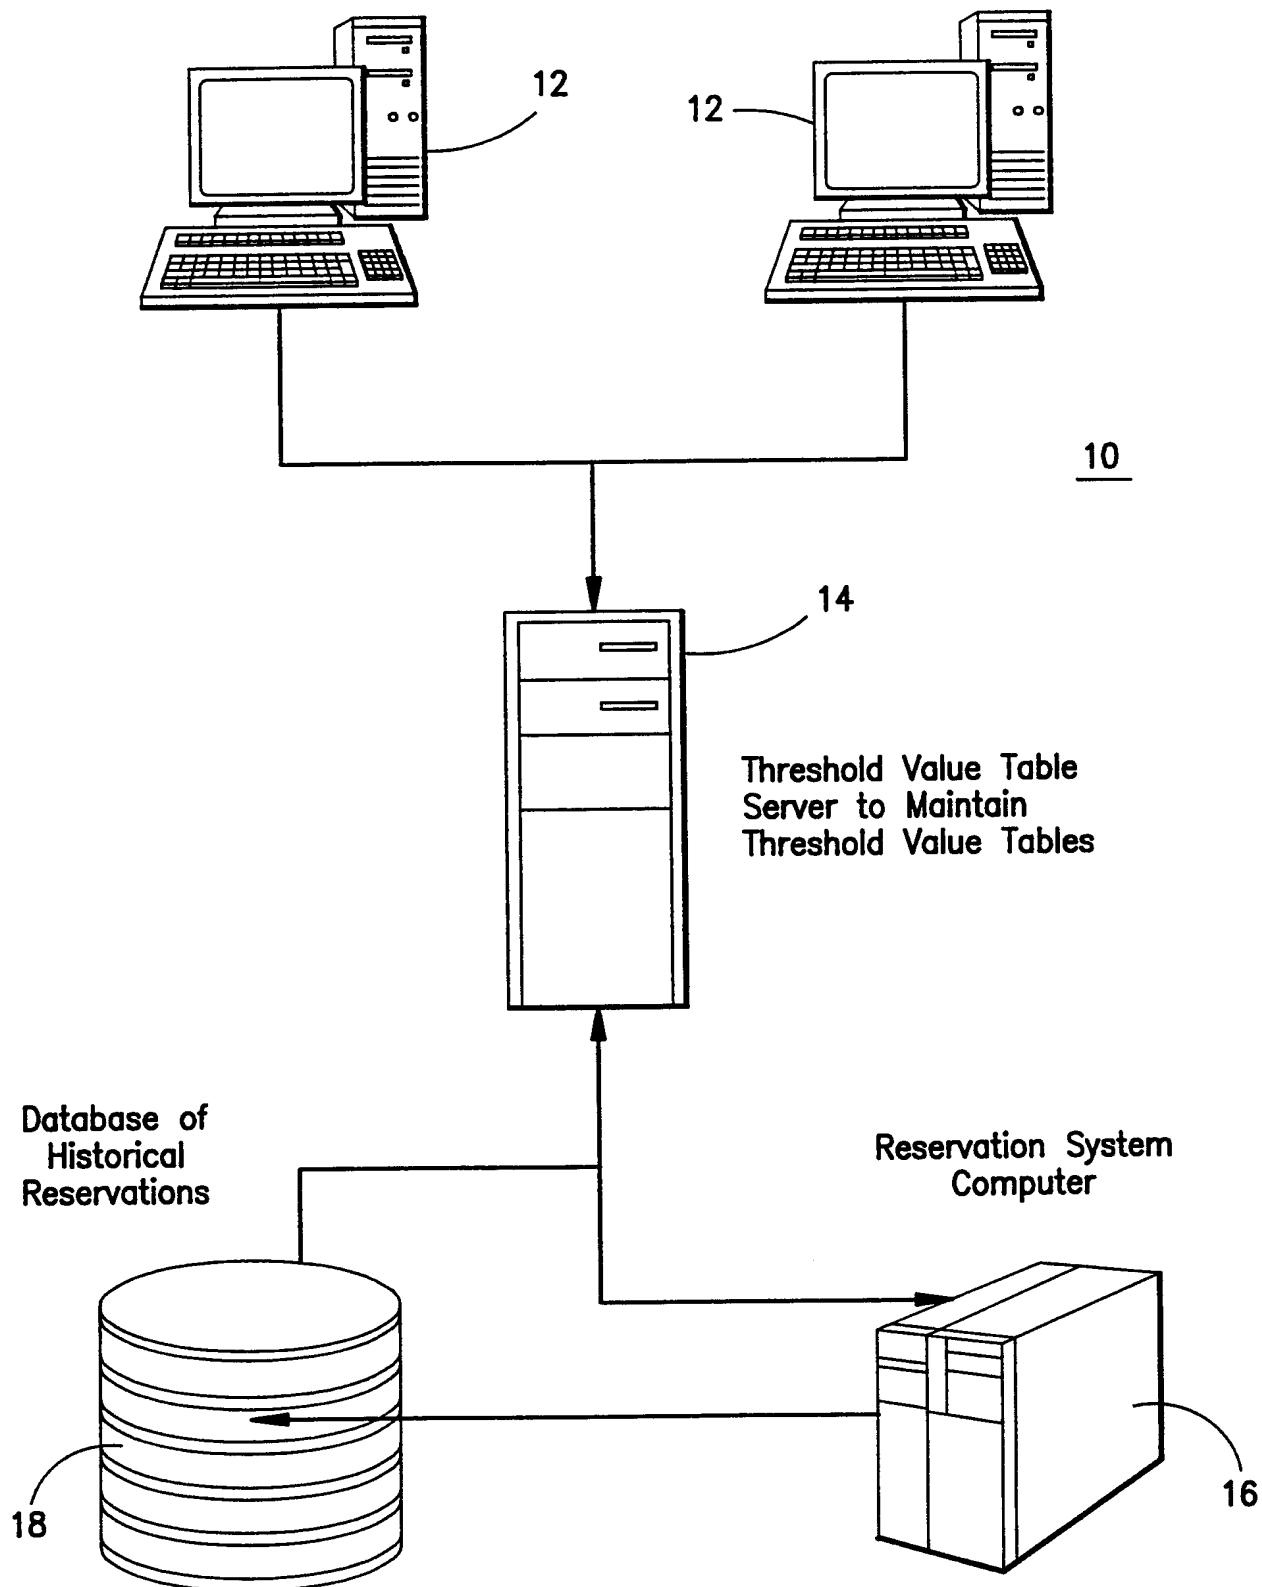 12
12
10
14
Threshold Value Table
Server to Maintain
Threshold Value Tables
Database of
Historical
Reservations
Reservation System
Computer
18
16